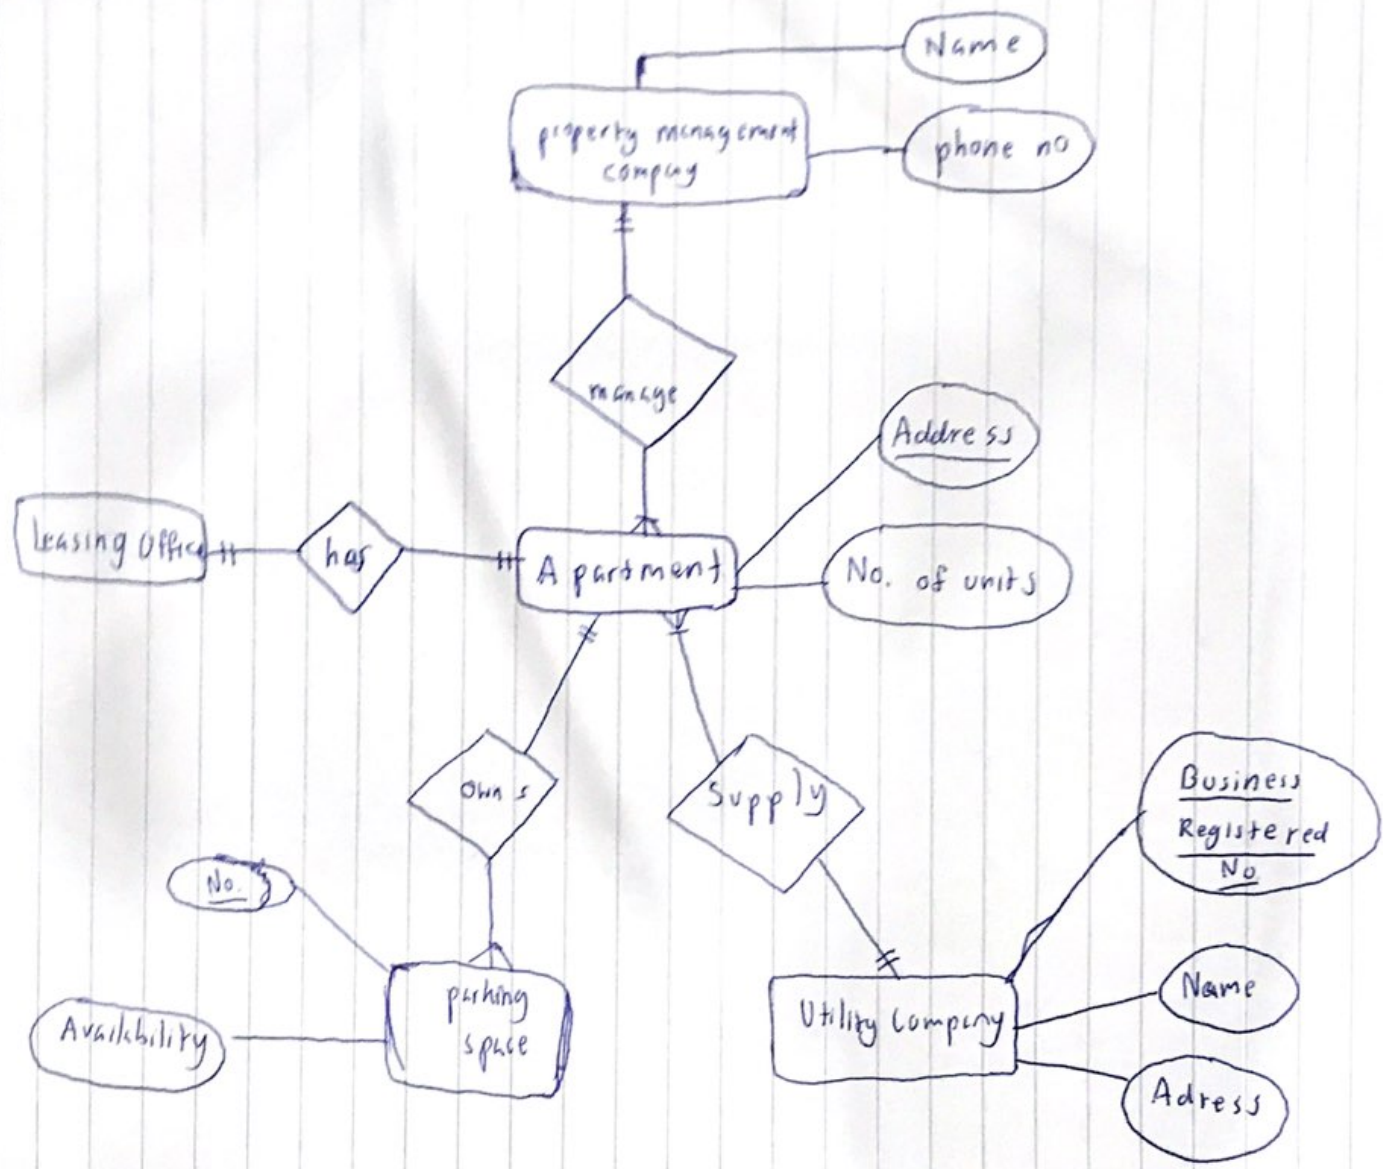 Name
property management
compny
phone no
manage
Address
Leasing Office
has
Apartment
No. of units
owns
Supply
Business
Registered
No
No.
parking
space
Availability
Utility Company
Name
Adress